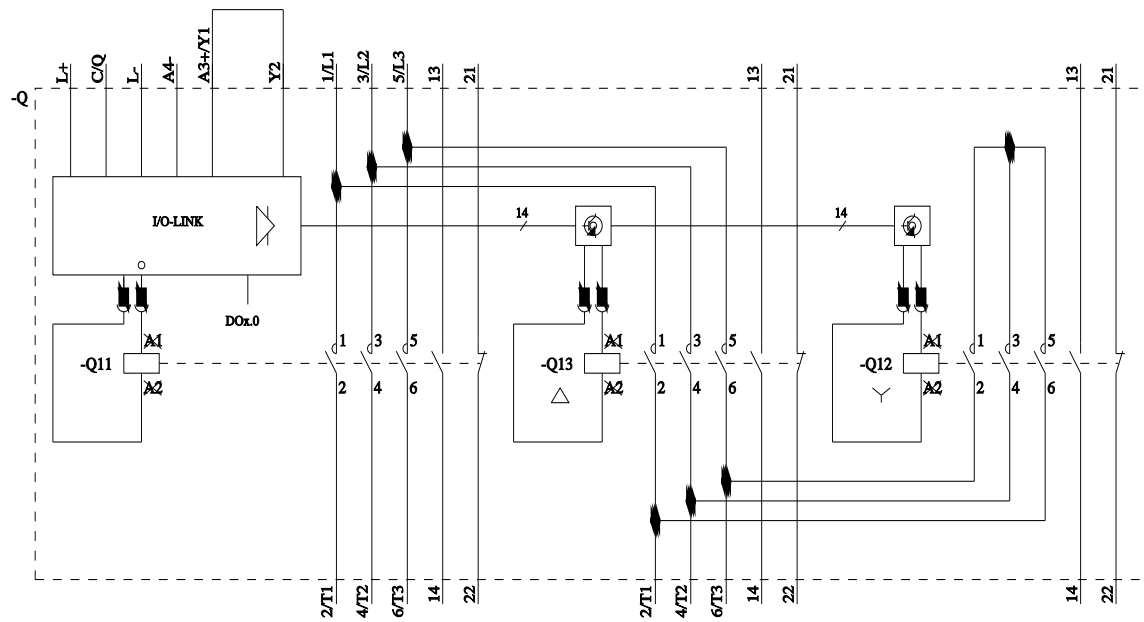 L+
C/Q
L-
A4-
A3+/Y1
Y2
1/L1
3/L2
5/L3
13
21
13
21
13
21
-Q
I/O-LINK
14
14
DOx.0
A1
1
3
5
A1
1
3
5
A1
1
3
5
-Q11
-Q13
-Q12
A2
2
4
6
A2
2
4
6
A2
2
4
6
2/T1
4/T2
6/T3
14
22
2/T1
4/T2
6/T3
14
22
14
22